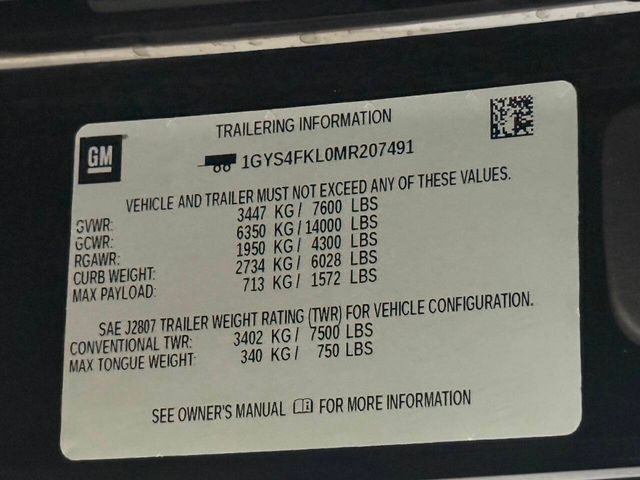 GM
TRAILERING INFORMATION
1GYS4FKL0MR207491
VEHICLE AND TRAILER MUST NOT EXCEED ANY OF THESE VALUES.
GVWR: 3447 KG/ 7600 LBS
GCWR: 6350 KG/14000 LBS
RGAWR: 1950 KG/ 4300 LBS
CURB WEIGHT: 2734 KG/ 6028 LBS
MAX PAYLOAD: 713 KG/ 1572 LBS
SAE J2807 TRAILER WEIGHT RATING (TWR) FOR VEHICLE CONFIGURATION.
CONVENTIONAL TWR: 3402 KG/ 7500 LBS
MAX TONGUE WEIGHT: 340 KG/ 750 LBS
SEE OWNER'S MANUAL FOR MORE INFORMATION